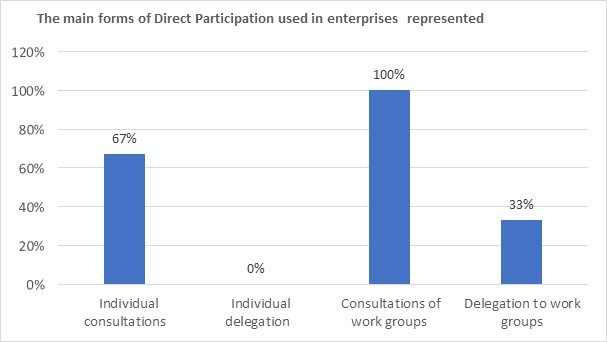 The main forms of Direct Participation used in enterprises represented
120%
100%
80%
60%
40%
20%
0%
67%
0%
100%
33%
Individual
consultations
Individual
delegation
Consultations of
work groups
Delegation to work
groups